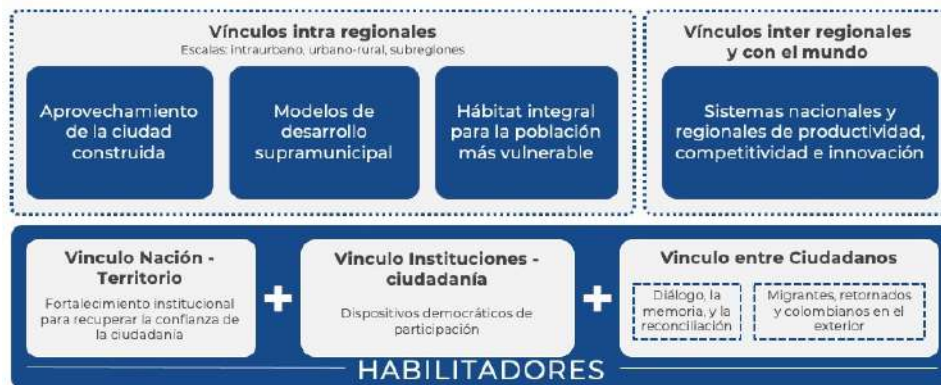 Vínculos intra regionales
Escalas: intraurbano, urbano-rural, subregiones
Aprovechamiento
de la ciudad
construida
Modelos de
desarrollo
supramunicipal
Hábitat integral
para la población
más vulnerable
Vínculos inter regionales
y con el mundo
Sistemas nacionales y
regionales de productividad,
competitividad e innovación
Vinculo Nación -
Territorio
Fortalecimiento institucional
para recuperar la confianza de
la ciudadanía
+
Vinculo Instituciones -
ciudadanía
Dispositivos democráticos de
participación
+
Vinculo entre Ciudadanos
Diálogo, la
memoria, y la
reconciliación
Migrantes, retornados
y colombianos en el
exterior
HABILITADORES